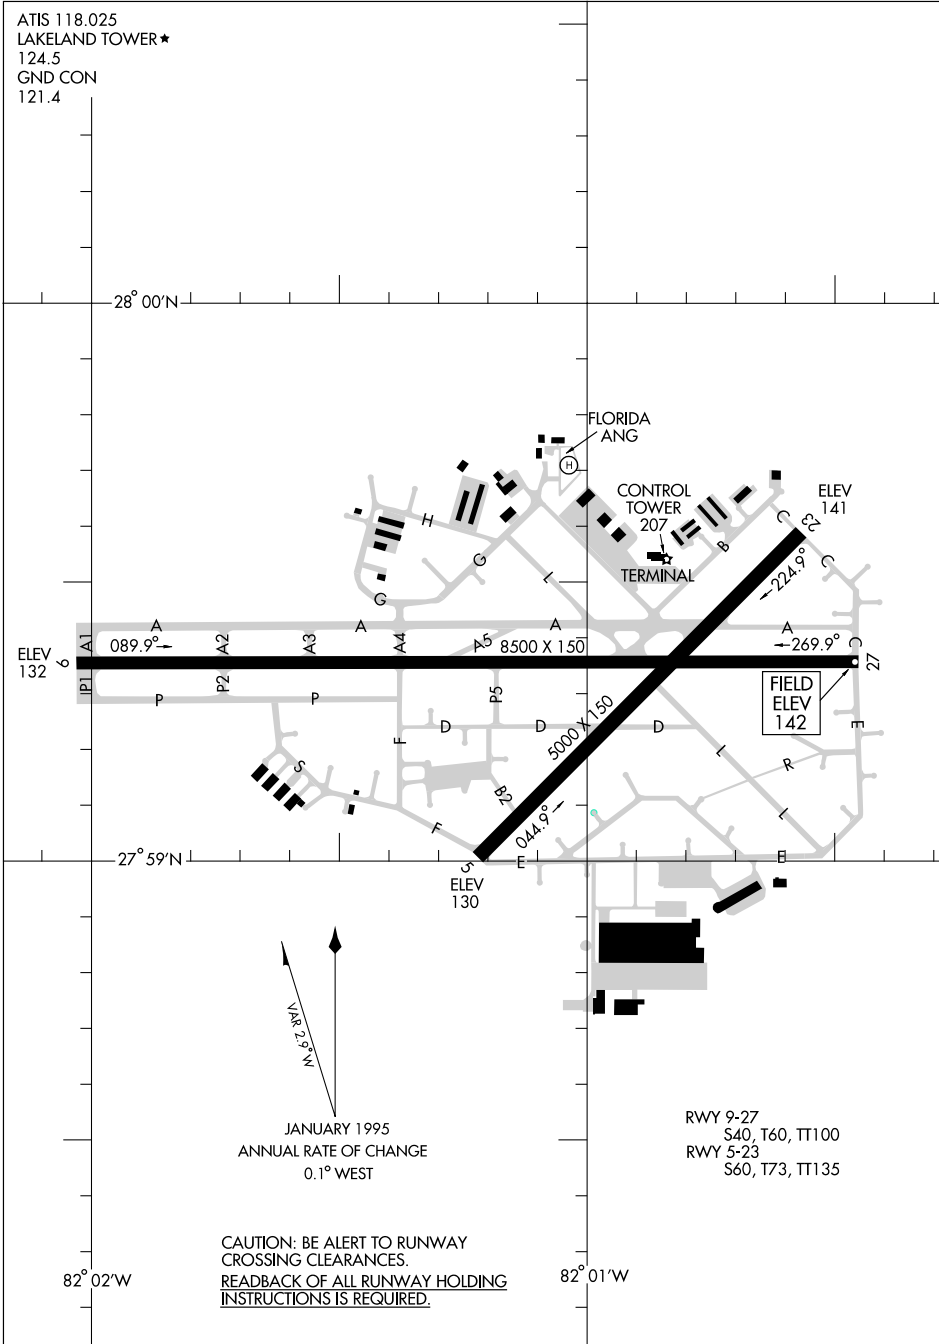 ATIS 118.025
LAKELAND TOWER★
124.5
GND CON
121.4
28°00'N
FLORIDA
ANG
H
CONTROL
TOWER
207
ELEV
141
TERMINAL
H
G
L
B
C
23
C
224.9°
G
A
A
A
A
C
A1
A2
A3
A4
A5
089.9°
8500 X 150
269.9°
ELEV
132
9
27
P1
P2
P5
P
P
FIELD
ELEV
142
F
D
D
D
5000 X 150
L
E
R
S
B2
044.9°
L
F
27°59'N
5
E
E
ELEV
130
VAR 2.9°W
JANUARY 1995
ANNUAL RATE OF CHANGE
0.1° WEST
RWY 9-27
S40, T60, TT100
RWY 5-23
S60, T73, TT135
CAUTION: BE ALERT TO RUNWAY
CROSSING CLEARANCES.
READBACK OF ALL RUNWAY HOLDING
INSTRUCTIONS IS REQUIRED.
82°02'W
82°01'W